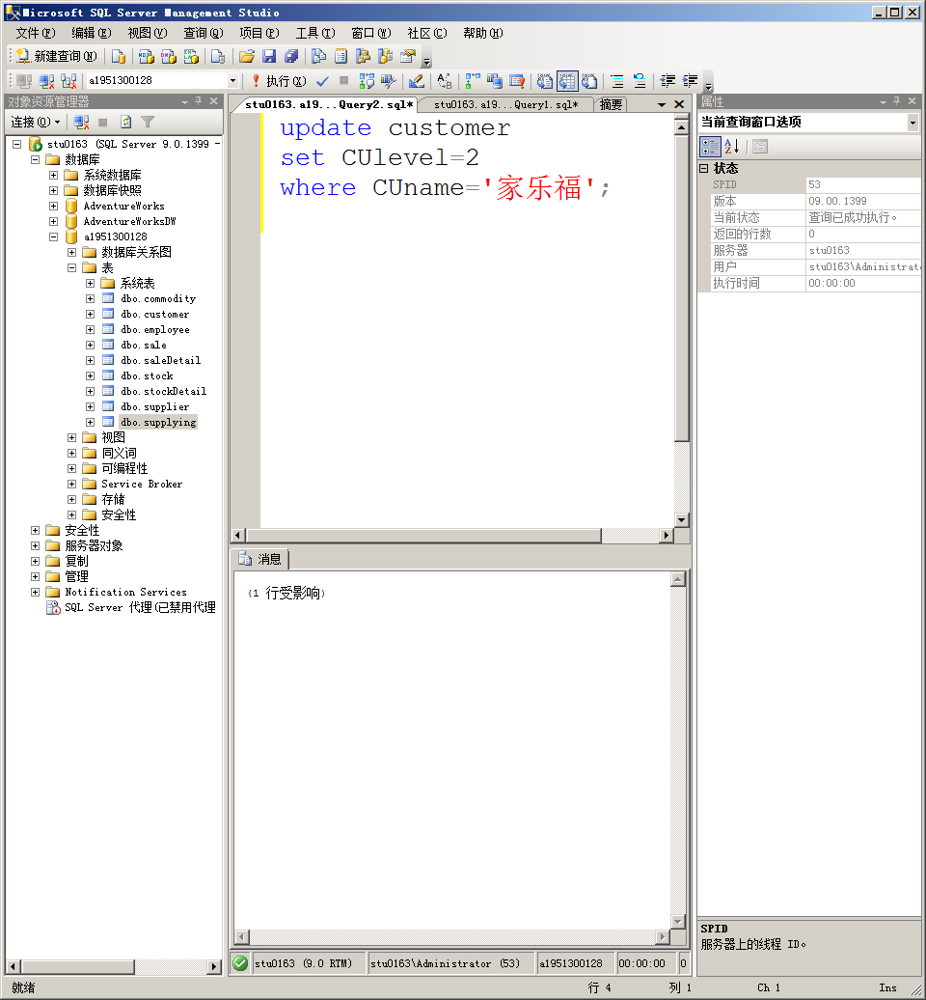 Microsoft SQL Server Management Studio
文件(F) 编辑(E) 视图(V) 查询(Q) 项目(P) 工具(T) 窗口(W) 社区(C) 帮助(H)
新建查询(N)
a1951300128 执行(X)
对象资源管理器
连接(O)
stu0163 (SQL Server 9.0.1399 -
数据库
系统数据库
数据库快照
AdventureWorks
AdventureWorksDW
a1951300128
数据库关系图
表
系统表
dbo.commodity
dbo.customer
dbo.employee
dbo.sale
dbo.saleDetail
dbo.stock
dbo.stockDetail
dbo.supplier
dbo.supplying
视图
同义词
可编程性
Service Broker
存储
安全性
安全性
服务器对象
复制
管理
Notification Services
SQL Server 代理(已禁用代理
stu0163.a19...Query2.sql* stu0163.a19...Query1.sql* 摘要
update customer
set CUlevel=2
where CUname='家乐福';
消息
(1 行受影响)
stu0163 (9.0 RTM) stu0163\Administrator (53) a1951300128 00:00:00 0
属性
当前查询窗口选项
状态
SPID 53
版本 09.00.1399
当前状态 查询已成功执行。
返回的行数 0
服务器 stu0163
用户 stu0163\Administrato
执行时间 00:00:00
SPID
服务器上的线程 ID。
就绪 行 4 列 1 Ch 1 Ins